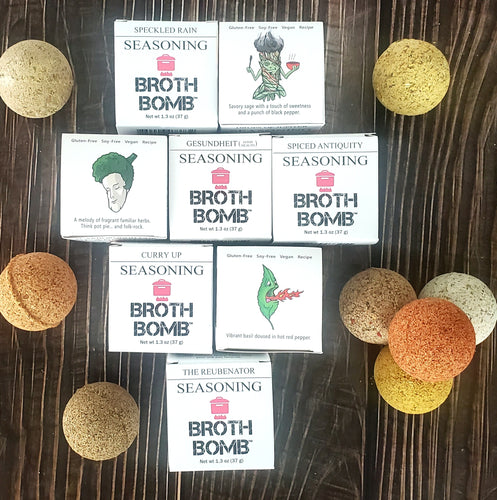 SPECKLED RAIN
SEASONING
BROTH
BOMB™
Net wt 1.3 oz (37 g)
Gluten-Free Soy-Free Vegan Recipe
Savory sage with a touch of sweetness
and a punch of black pepper.
Gluten-Free Soy-Free Vegan Recipe
A melody of fragrant familiar herbs.
Think pot pie... and folk-rock.
GESUNDHEIT
SEASONING
BROTH
BOMB™
Net wt 1.3 oz (37 g)
SPICED ANTIQUITY
SEASONING
BROTH
BOMB™
Net wt 1.3 oz (37 g)
CURRY UP
SEASONING
BROTH
BOMB™
Net wt 1.3 oz (37 g)
Gluten-Free Soy-Free Vegan Recipe
Vibrant basil doused in hot red pepper.
THE REUBENATOR
SEASONING
BROTH
BOMB™
Net wt 1.3 oz (37 g)